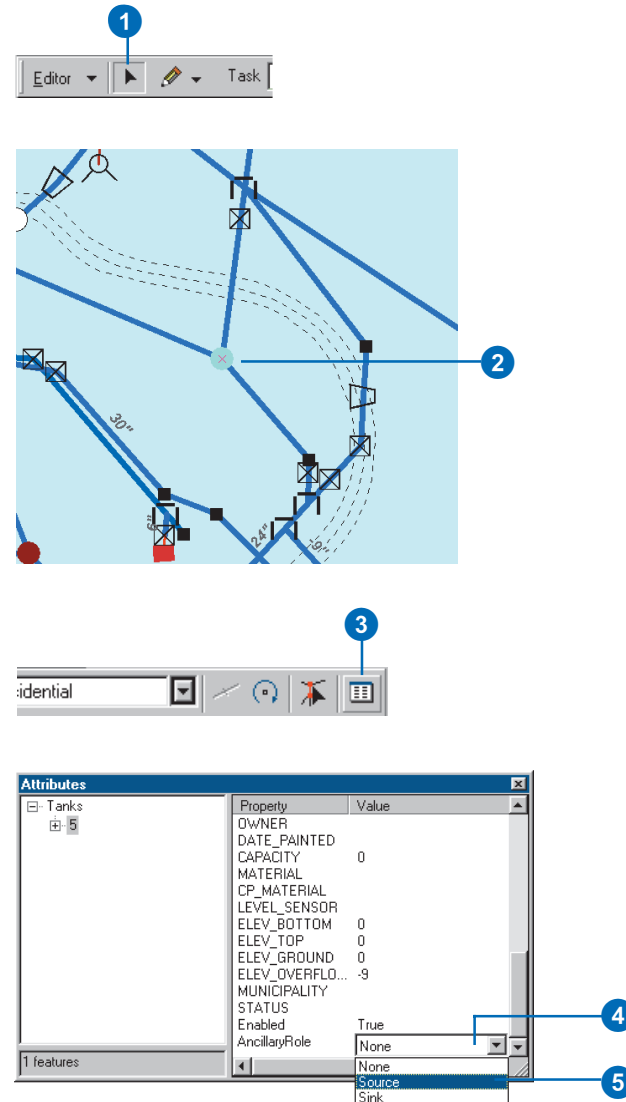 1
Editor Task
30"
6"
24"
-9"
2
3
idential
Attributes
Tanks
5
Property Value
OWNER
DATE_PAINTED
CAPACITY 0
MATERIAL
CP_MATERIAL
LEVEL_SENSOR
ELEV_BOTTOM 0
ELEV_TOP 0
ELEV_GROUND 0
ELEV_OVERFLO... -9
MUNICIPALITY
STATUS
Enabled True
AncillaryRole None
4
None
Source
5
Sink
1 features